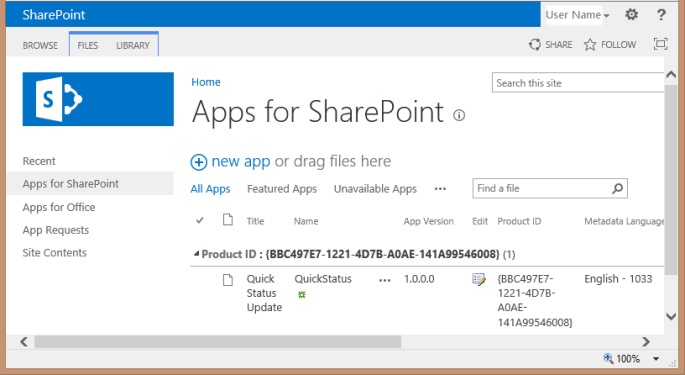 SharePoint
User Name
?
BROWSE FILES LIBRARY
SHARE FOLLOW
S
Home
Search this site
Apps for SharePoint
new app or drag files here
Recent
Apps for SharePoint
Apps for Office
App Requests
Site Contents
All Apps Featured Apps Unavailable Apps ...
Find a file
Title Name App Version Edit Product ID Metadata Language
Product ID : {BBC497E7-1221-4D7B-A0AE-141A99546008} (1)
Quick QuickStatus ... 1.0.0.0 {BBC497E7- English - 1033
Status 1221-4D7B-
Update A0AE-
141A99546008}
100%